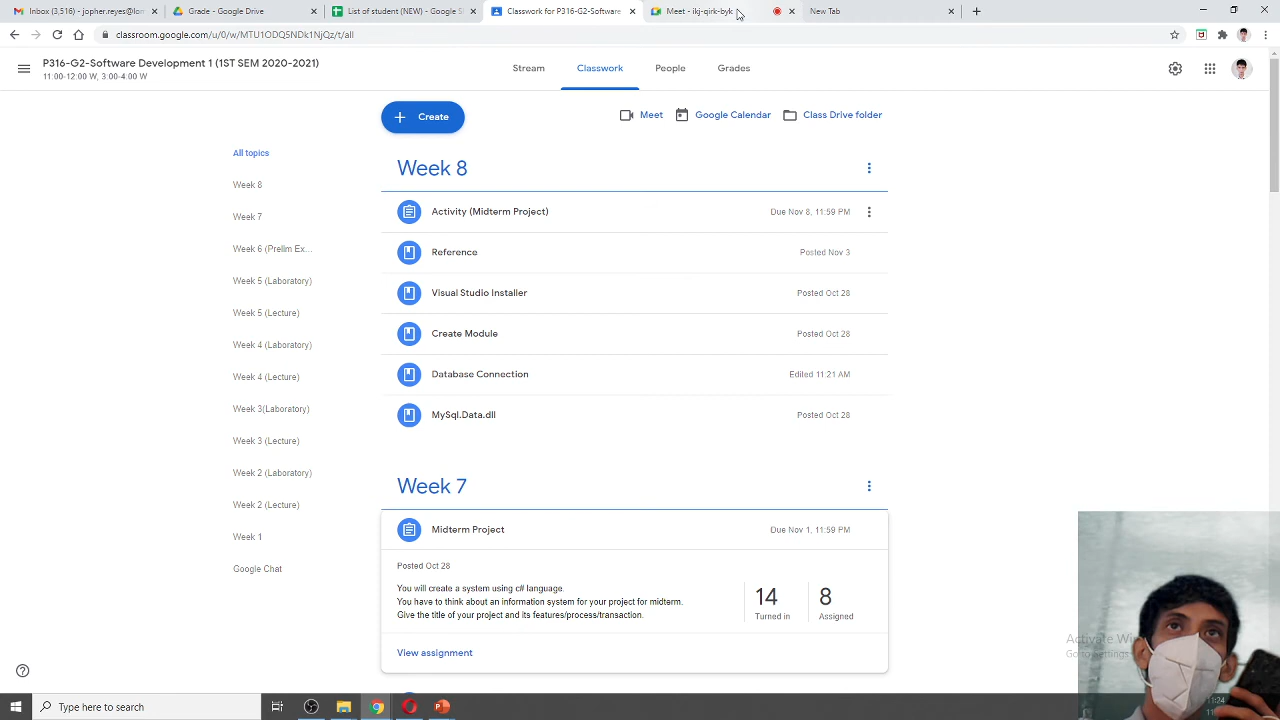 Inbox (3,516) - jopher.reyes@lor
Grade - Google Drive
List of student (NEW) - Google S
Classwork for P316-G2-Software
Meet - ikj-qirk-byk
New Tab
classroom.google.com/u/0/w/MTU1ODQ5NDk1NjQz/t/all
P316-G2-Software Development 1 (1ST SEM 2020-2021)
11:00-12:00 W, 3:00-4:00 W
Stream
Classwork
People
Grades
Create
Meet
Google Calendar
Class Drive folder
All topics
Week 8
Week 7
Week 6 (Prelim Ex...
Week 5 (Laboratory)
Week 5 (Lecture)
Week 4 (Laboratory)
Week 4 (Lecture)
Week 3(Laboratory)
Week 3 (Lecture)
Week 2 (Laboratory)
Week 2 (Lecture)
Week 1
Google Chat
Week 8
Activity (Midterm Project)
Due Nov 8, 11:59 PM
Reference
Posted Nov 3
Visual Studio Installer
Posted Oct 28
Create Module
Posted Oct 28
Database Connection
Edited 11:21 AM
MySql.Data.dll
Posted Oct 28
Week 7
Midterm Project
Due Nov 1, 11:59 PM
Posted Oct 28
You will create a system using c# language.
You have to think about an information system for your project for midterm.
Give the title of your project and its features/process/transaction.
14
Turned in
8
Assigned
View assignment
Activate Wi
Go to Settings
Type here to search
11:24